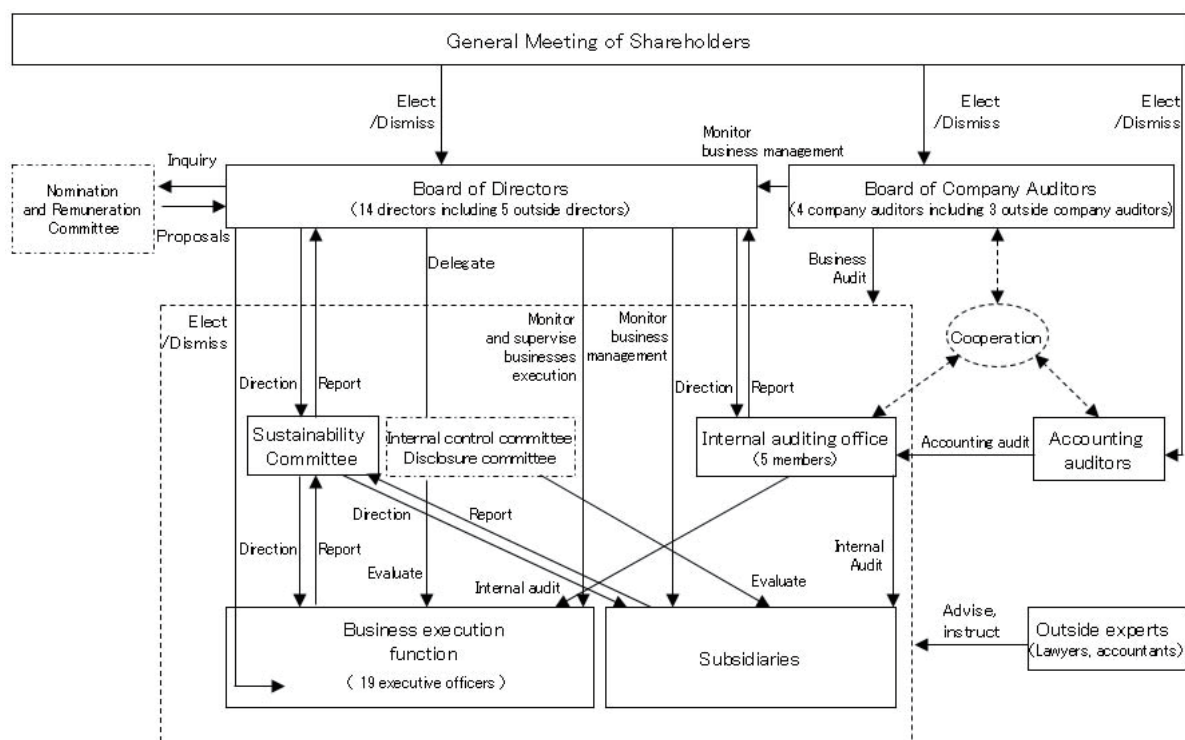 General Meeting of Shareholders
Elect
/Dismiss
Elect
/Dismiss
Elect
/Dismiss
Monitor
business management
Inquiry
Nomination
and Remuneration
Committee
Proposals
Board of Directors
(14 directors including 5 outside directors)
Board of Company Auditors
(4 company auditors including 3 outside company auditors)
Delegate
Business
Audit
Elect
/Dismiss
Monitor
and supervise
businesses
execution
Monitor
business
management
Cooperation
Direction
Report
Direction
Report
Sustainability
Committee
Internal control committee
Disclosure committee
Internal auditing office
(5 members)
Accounting audit
Accounting
auditors
Direction
Report
Direction
Report
Evaluate
Internal audit
Evaluate
Internal
Audit
Business execution
function
( 19 executive officers )
Subsidiaries
Advise,
instruct
Outside experts
(Lawyers, accountants)